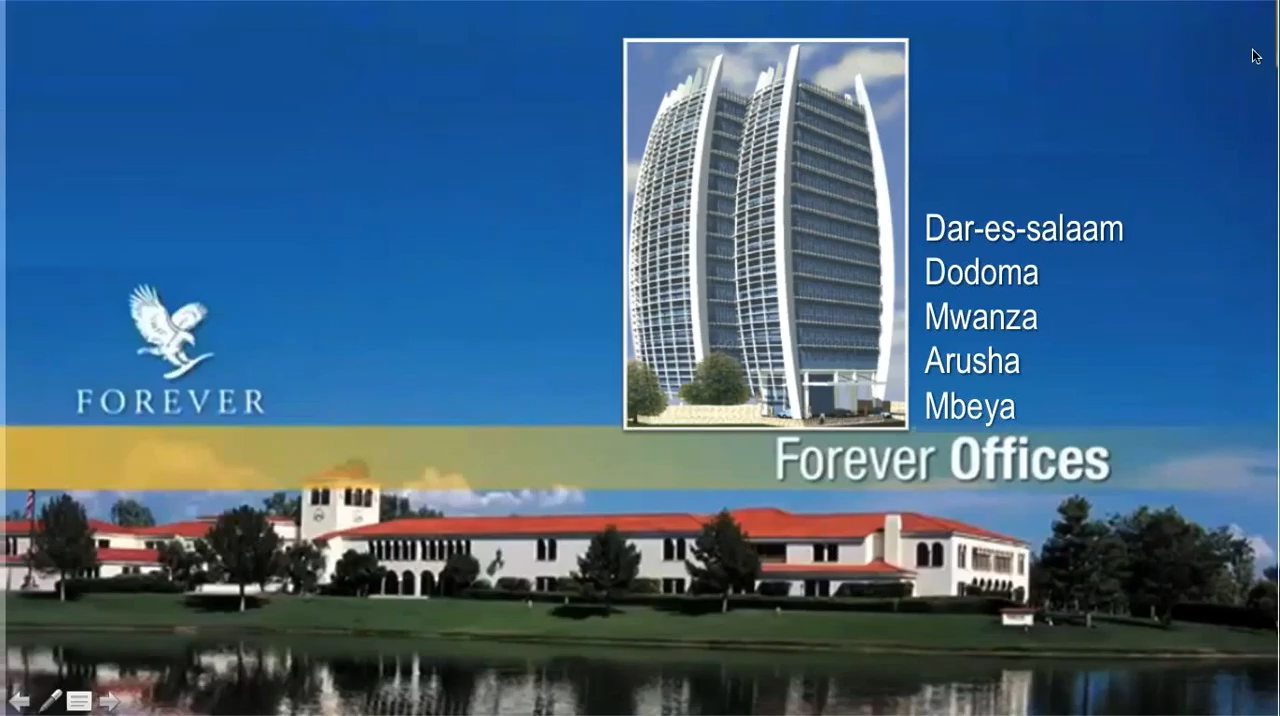 Dar-es-salaam
Dodoma
Mwanza
Arusha
Mbeya
FOREVER
Forever Offices